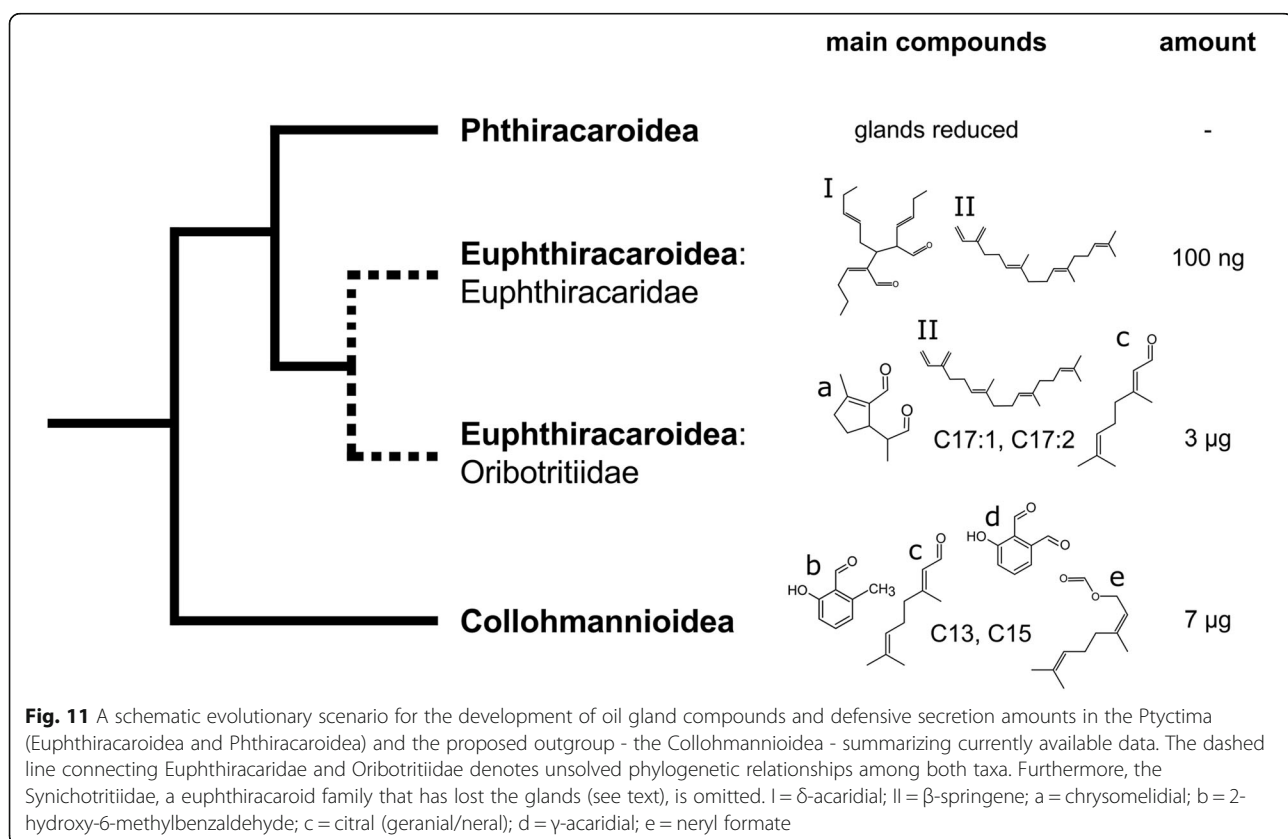 main compounds amount
Phthiracaroidea glands reduced -
I II
Euphthiracaroidea:
Euphthiracaridae 100 ng
O
O
II c
O
a O
O
Euphthiracaroidea:
Oribotritiidae C17:1, C17:2 3 µg
d O
HO O
b O c O
HO CH3 e
O
O
Collohmannioidea C13, C15 7 µg
Fig. 11 A schematic evolutionary scenario for the development of oil gland compounds and defensive secretion amounts in the Ptyctima
(Euphthiracaroidea and Phthiracaroidea) and the proposed outgroup - the Collohmannioidea - summarizing currently available data. The dashed
line connecting Euphthiracaridae and Oribotritiidae denotes unsolved phylogenetic relationships among both taxa. Furthermore, the
Synichotritiidae, a euphthiracaroid family that has lost the glands (see text), is omitted. I = δ-acaridial; II = β-springene; a = chrysomelidial; b = 2-
hydroxy-6-methylbenzaldehyde; c = citral (geranial/neral); d = γ-acaridial; e = neryl formate